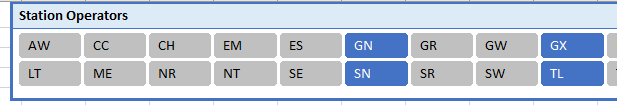 Station Operators
AW CC CH EM ES GN GR GW GX
LT ME NR NT SE SN SR SW TL